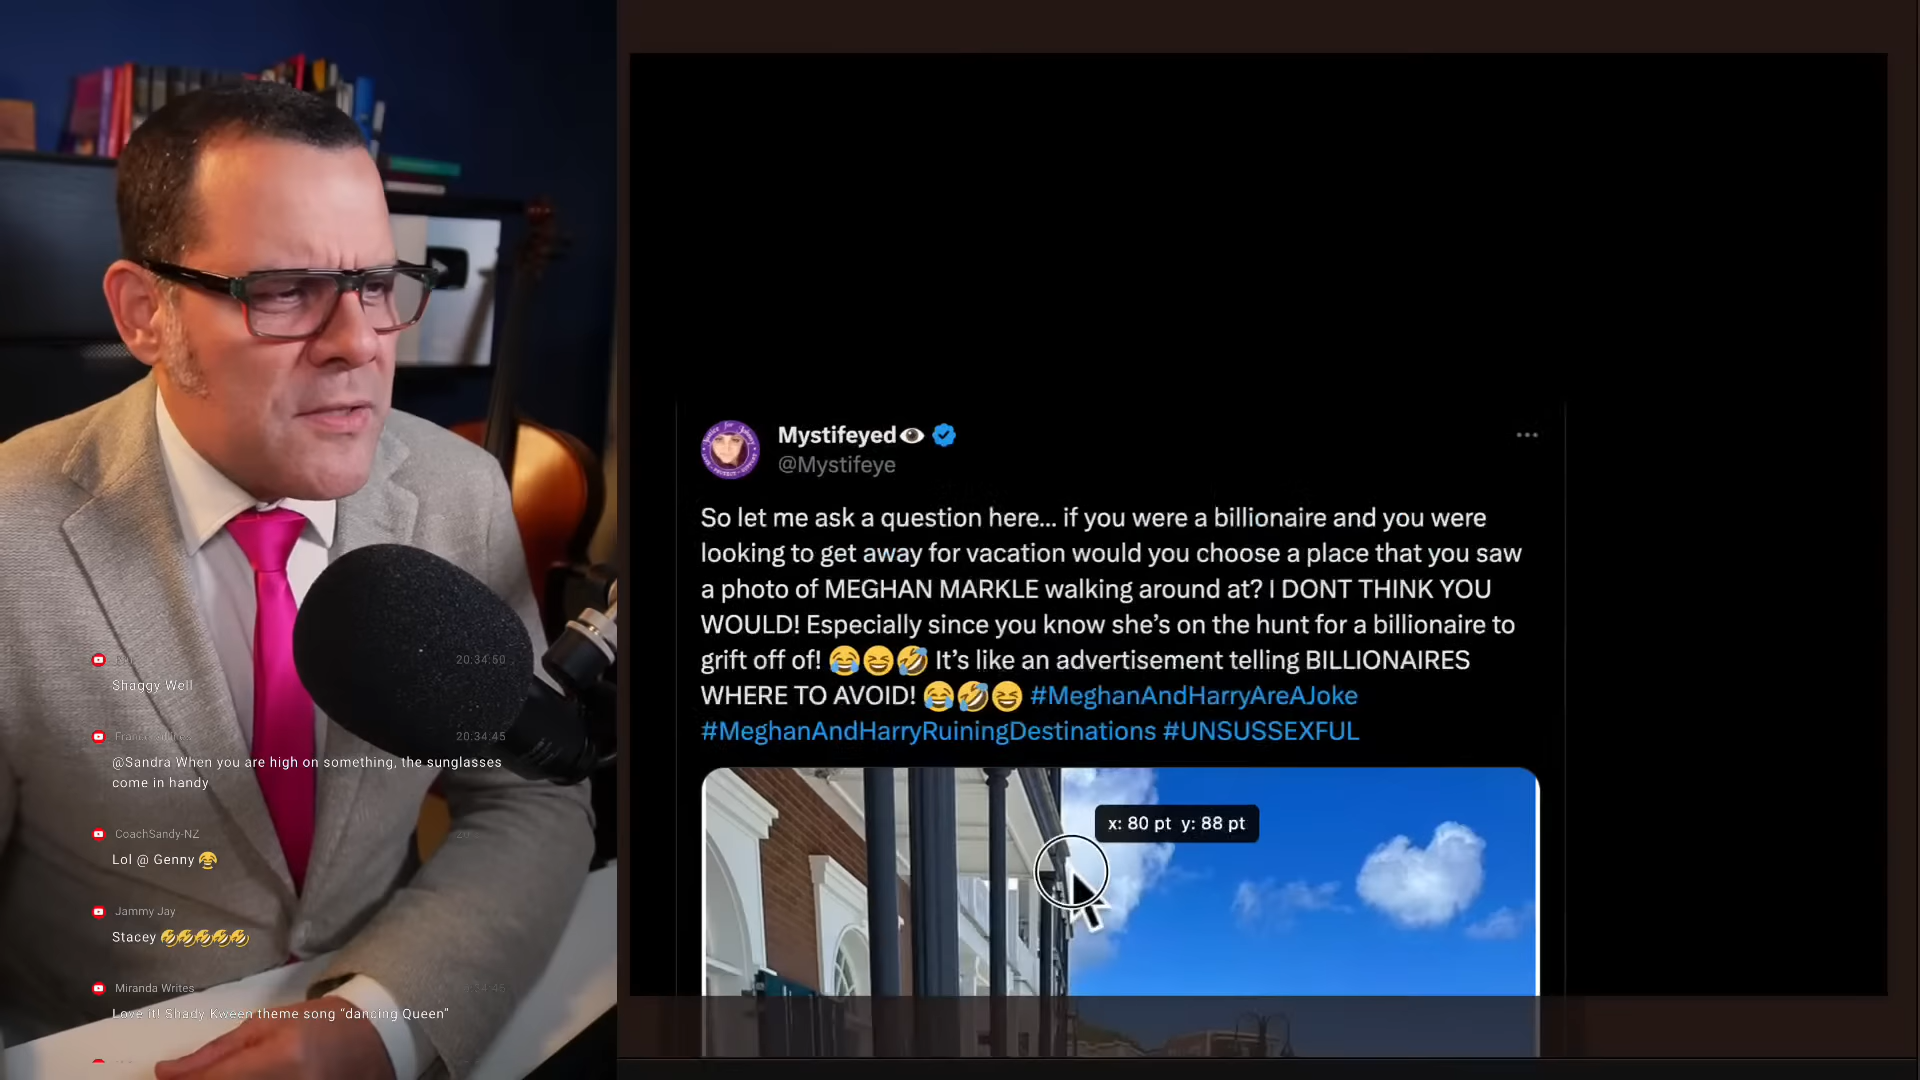 Mystifeyed👁
@Mystifeye
So let me ask a question here... if you were a billionaire and you were
looking to get away for vacation would you choose a place that you saw
a photo of MEGHAN MARKLE walking around at? I DONT THINK YOU
WOULD! Especially since you know she’s on the hunt for a billionaire to
grift off of! 😂😆🤣 It’s like an advertisement telling BILLIONAIRES
WHERE TO AVOID! 😂🤣😆 #MeghanAndHarryAreAJoke
#MeghanAndHarryRuiningDestinations #UNSUSSEXFUL
x: 80 pt y: 88 pt
20:34:50
Shaggy Well
20:34:45
@Sandra When you are high on something, the sunglasses
come in handy
CoachSandy-NZ
Lol @ Genny 😂
Jammy Jay
Stacey 🤣🤣🤣🤣🤣
Miranda Writes
Love it! Shady Kween theme song “dancing Queen”